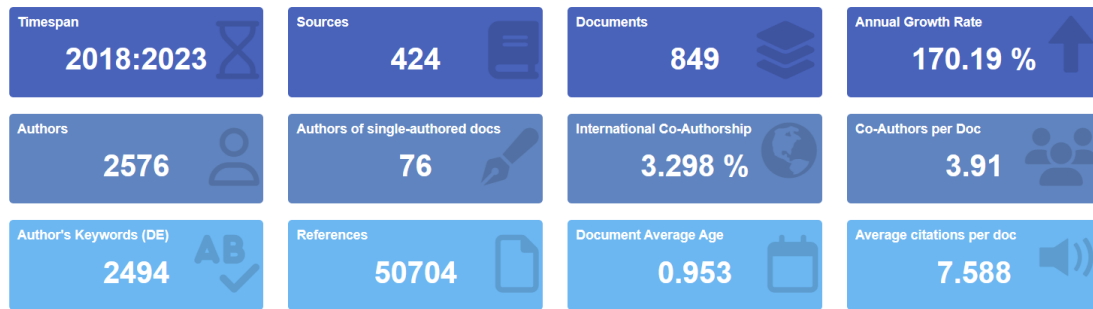 Timespan
2018:2023
Sources
424
Documents
849
Annual Growth Rate
170.19 %
Authors
2576
Authors of single-authored docs
76
International Co-Authorship
3.298 %
Co-Authors per Doc
3.91
Author's Keywords (DE)
2494
AB
References
50704
Document Average Age
0.953
Average citations per doc
7.588